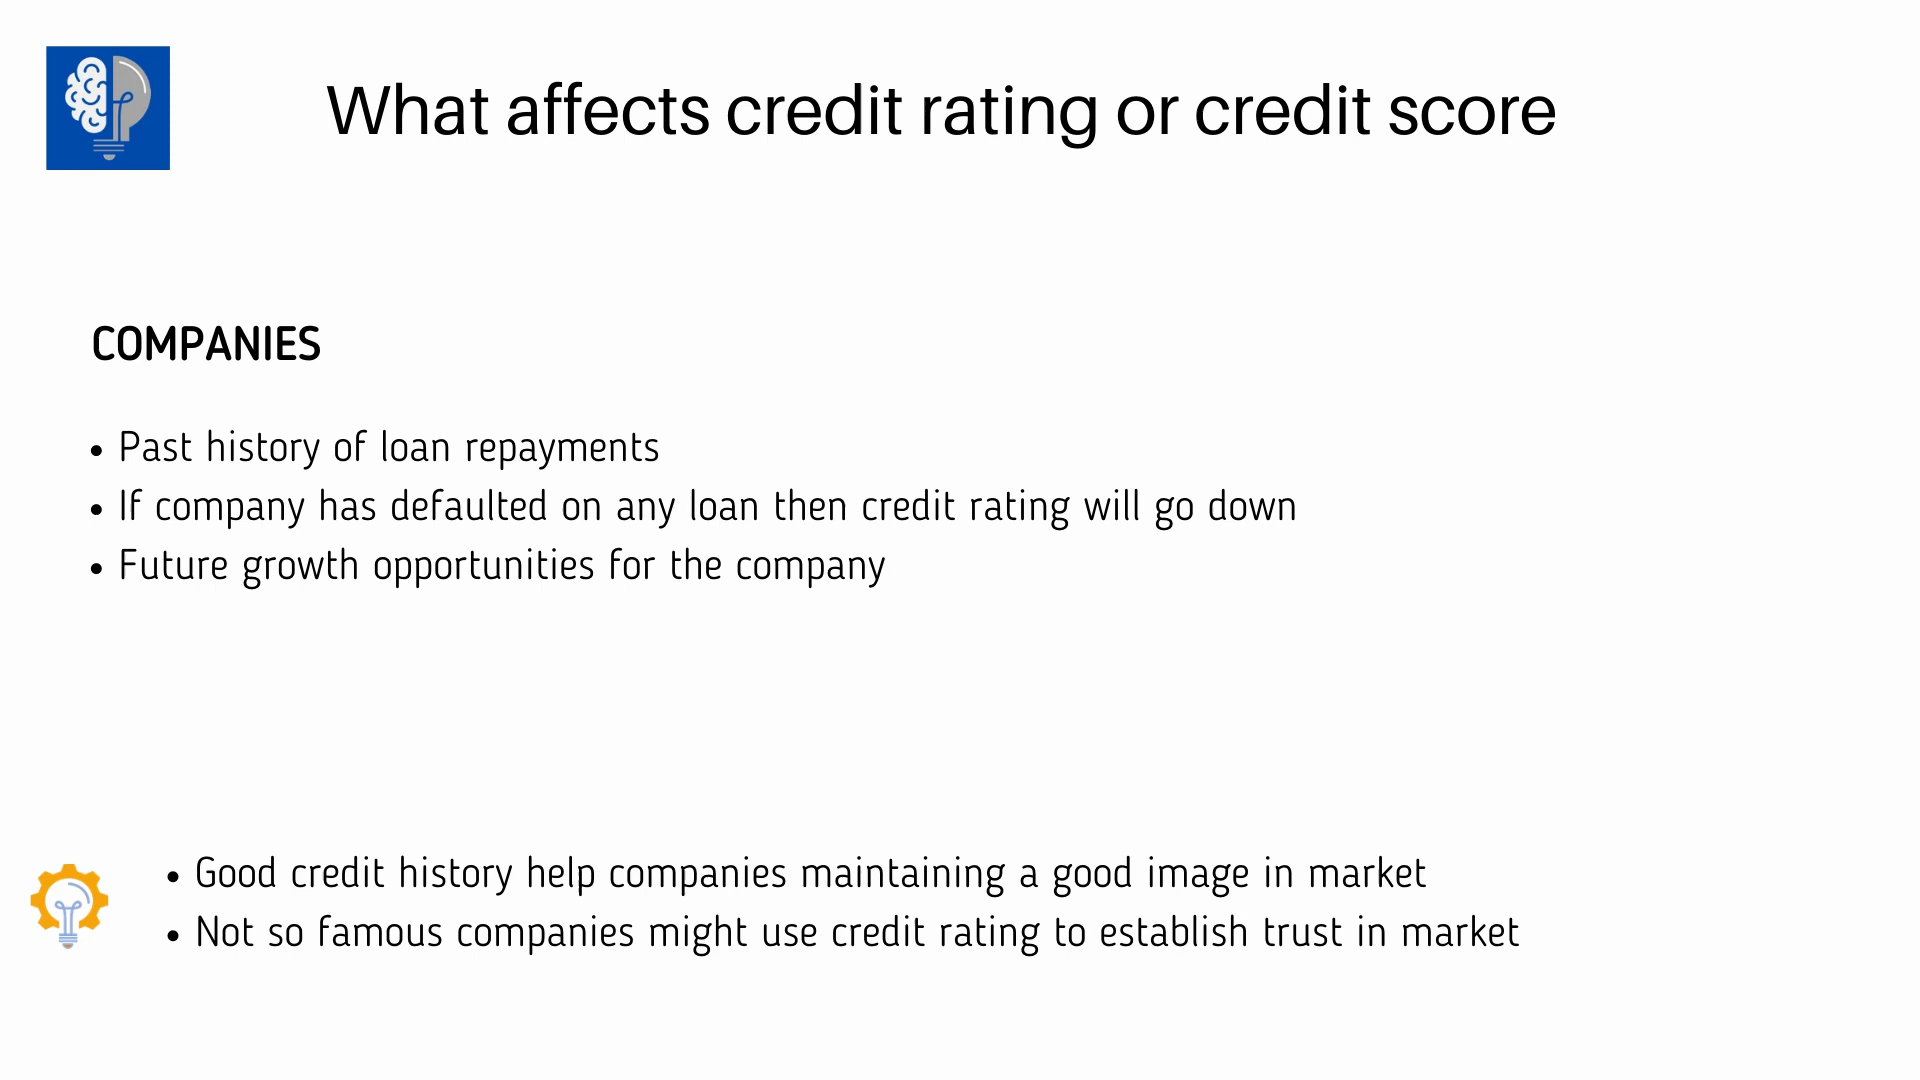 What affects credit rating or credit score
COMPANIES
• Past history of loan repayments
• If company has defaulted on any loan then credit rating will go down
• Future growth opportunities for the company
• Good credit history help companies maintaining a good image in market
• Not so famous companies might use credit rating to establish trust in market